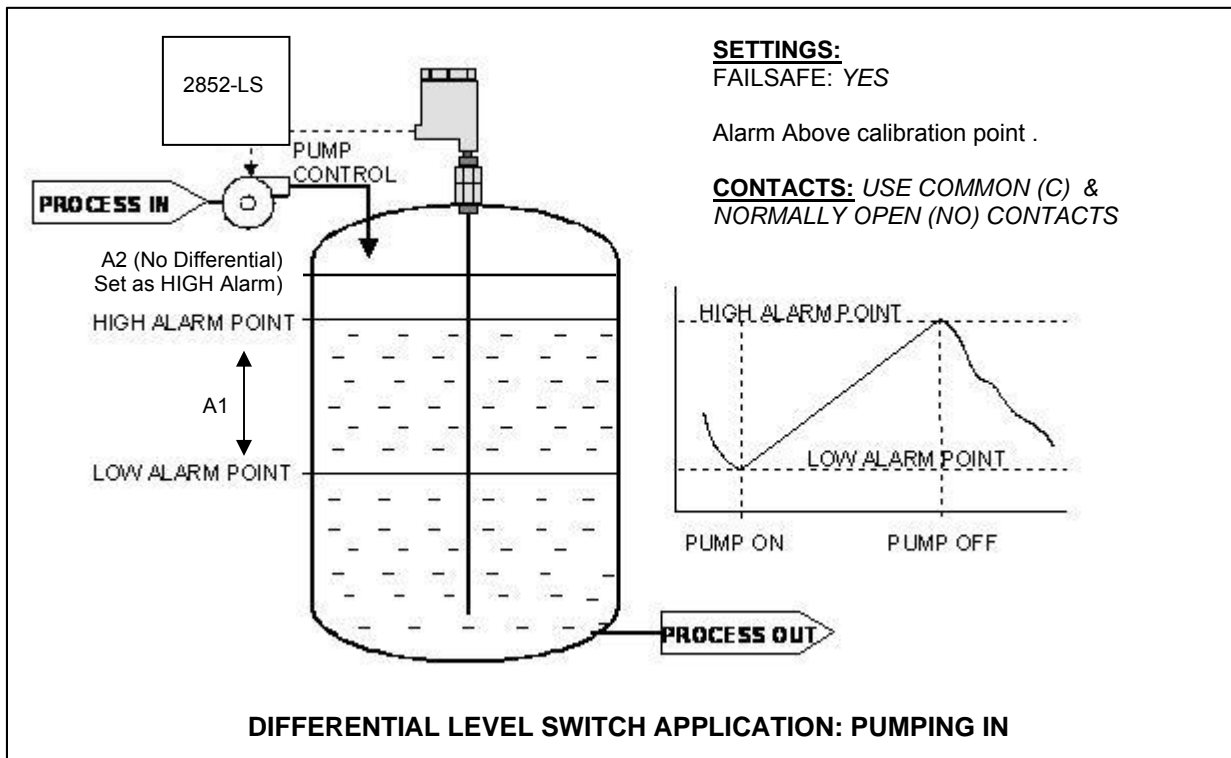 2852-LS
PUMP
CONTROL
PROCESS IN
A2 (No Differential)
Set as HIGH Alarm)
HIGH ALARM POINT
A1
LOW ALARM POINT
PROCESS OUT
SETTINGS:
FAILSAFE: YES
Alarm Above calibration point .
CONTACTS: USE COMMON (C) &
NORMALLY OPEN (NO) CONTACTS
HIGH ALARM POINT
LOW ALARM POINT
PUMP ON
PUMP OFF
DIFFERENTIAL LEVEL SWITCH APPLICATION: PUMPING IN